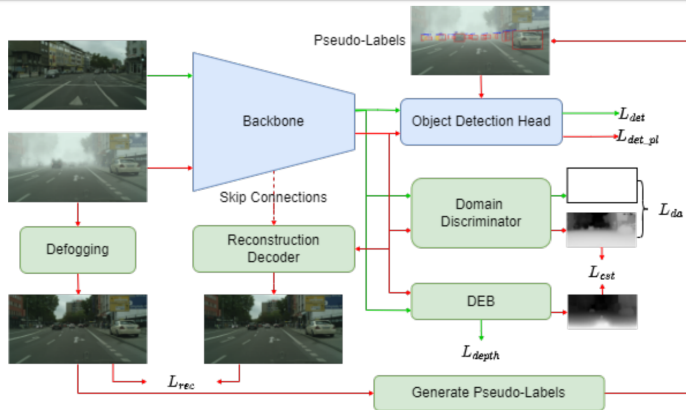 Pseudo-Labels
Backbone
Object Detection Head
L_det
L_det_pl
Skip Connections
Domain
Discriminator
L_da
Defogging
Reconstruction
Decoder
L_cst
DEB
L_depth
L_rec
Generate Pseudo-Labels